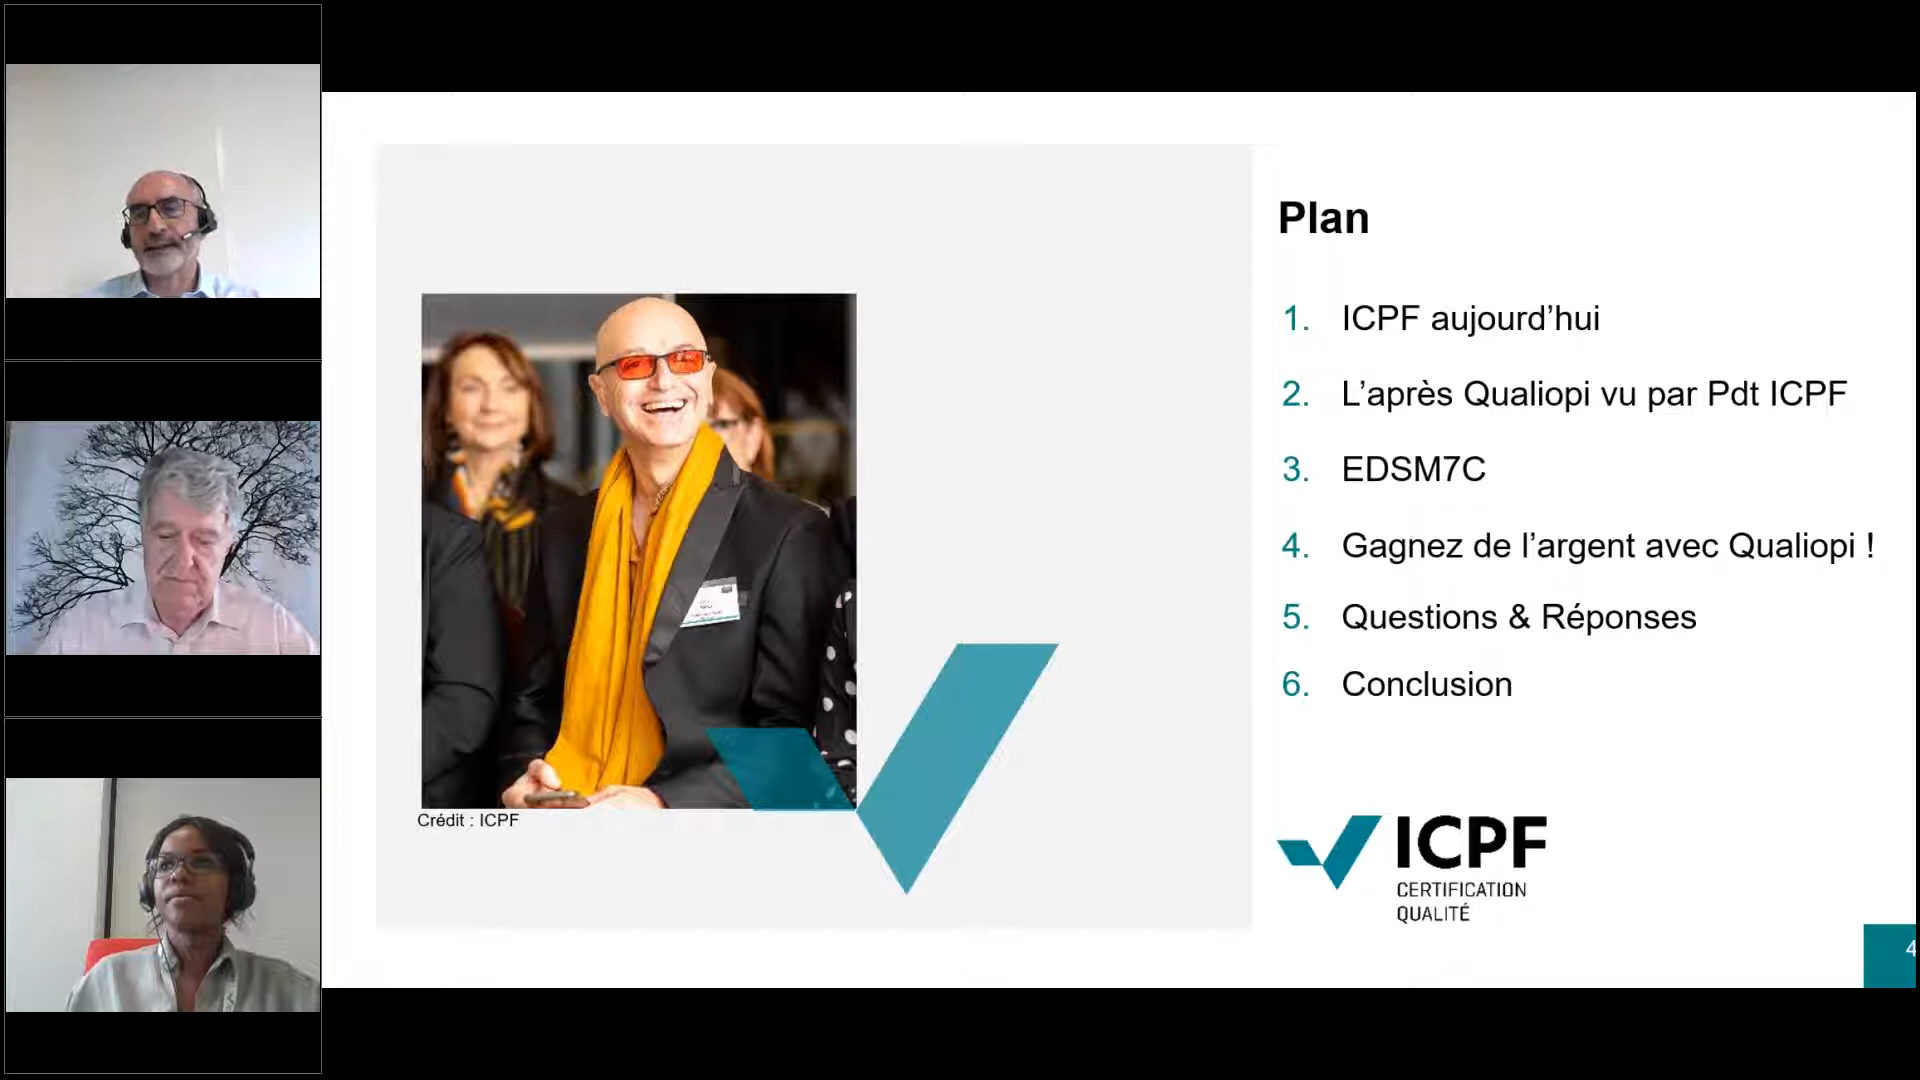 Plan
1. ICPF aujourd’hui
2. L’après Qualiopi vu par Pdt ICPF
3. EDSM7C
4. Gagnez de l’argent avec Qualiopi !
5. Questions & Réponses
6. Conclusion
Crédit : ICPF
ICPF
CERTIFICATION
QUALITÉ
4